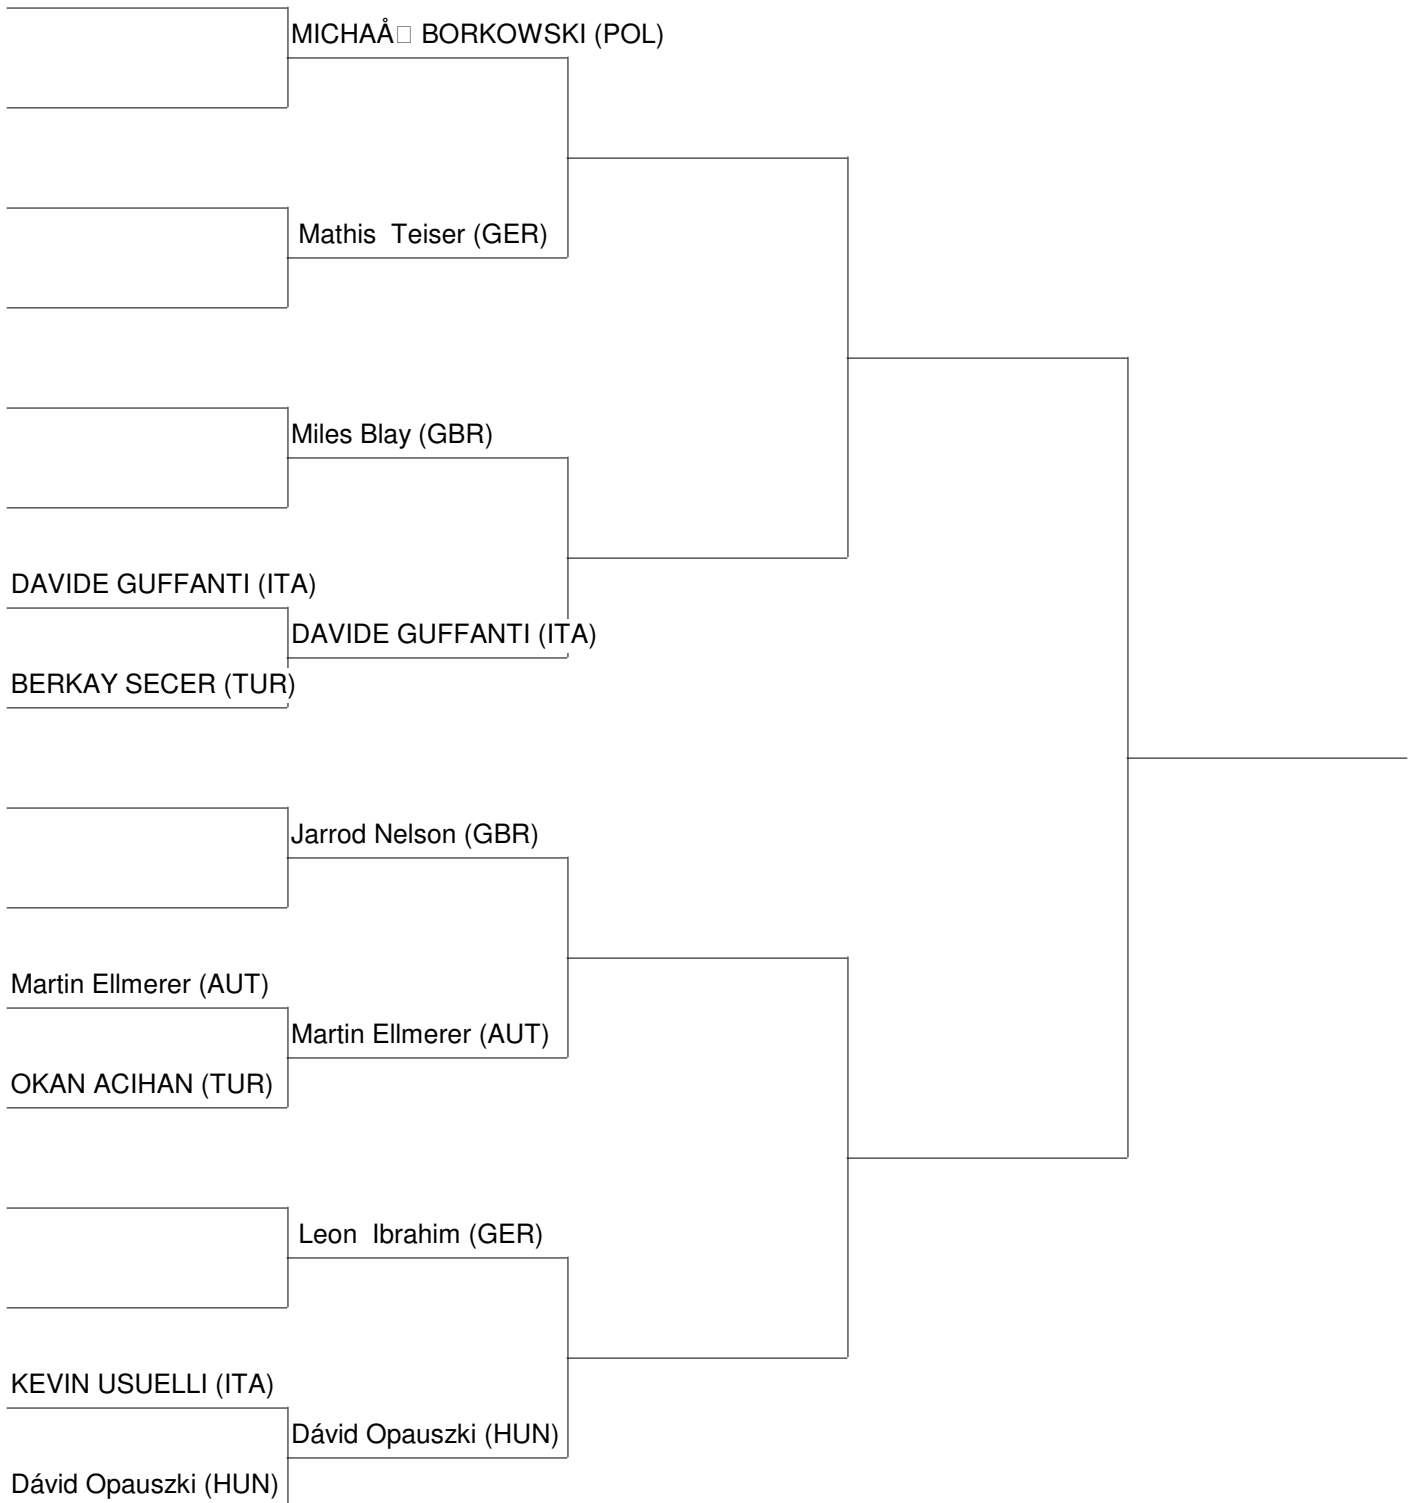 MICHAÅ□ BORKOWSKI (POL)
Mathis Teiser (GER)
Miles Blay (GBR)
DAVIDE GUFFANTI (ITA)
DAVIDE GUFFANTI (ITA)
BERKAY SECER (TUR)
Jarrod Nelson (GBR)
Martin Ellmerer (AUT)
Martin Ellmerer (AUT)
OKAN ACIHAN (TUR)
Leon Ibrahim (GER)
KEVIN USUELLI (ITA)
Dávid Opauszki (HUN)
Dávid Opauszki (HUN)